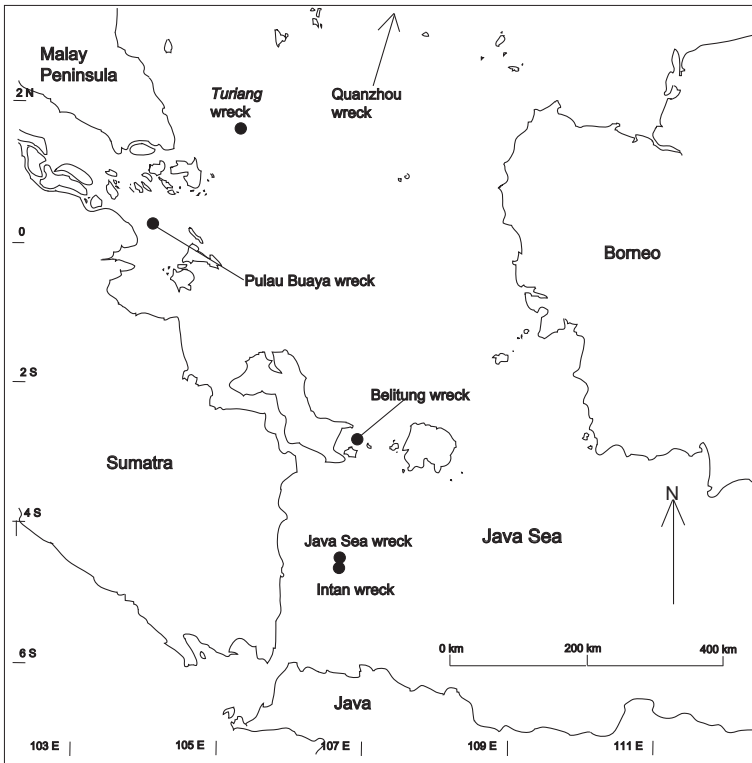 Malay
Peninsula
2 N
Turiang
wreck
Quanzhou
wreck
0
Borneo
Pulau Buaya wreck
2 S
Belitung wreck
Sumatra
N
4 S
Java Sea wreck
Java Sea
Intan wreck
0 km
200 km
400 km
6 S
Java
103 E
105 E
107 E
109 E
111 E